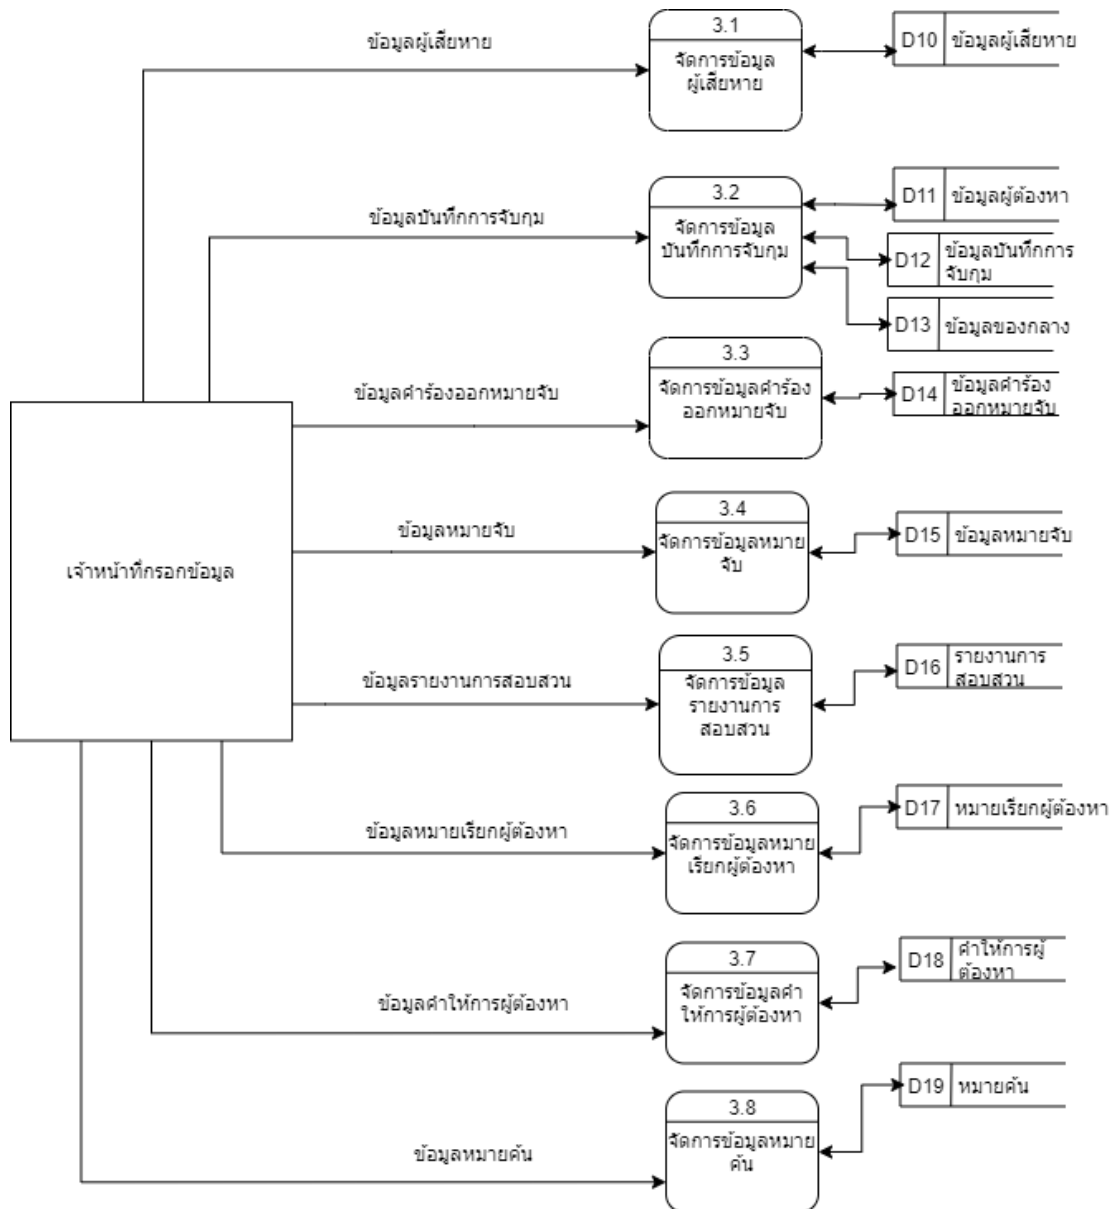 ข้อมูลผู้เสียหาย
3.1
จัดการข้อมูล
ผู้เสียหาย
D10
ข้อมูลผู้เสียหาย
ข้อมูลบันทึกการจับกุม
3.2
จัดการข้อมูล
บันทึกการจับกุม
D11
ข้อมูลผู้ต้องหา
D12
ข้อมูลบันทึกการ
จับกุม
D13
ข้อมูลของกลาง
ข้อมูลคำร้องออกหมายจับ
3.3
จัดการข้อมูลคำร้อง
ออกหมายจับ
D14
ข้อมูลคำร้อง
ออกหมายจับ
เจ้าหน้าที่กรอกข้อมูล
ข้อมูลหมายจับ
3.4
จัดการข้อมูลหมาย
จับ
D15
ข้อมูลหมายจับ
ข้อมูลรายงานการสอบสวน
3.5
จัดการข้อมูล
รายงานการ
สอบสวน
D16
รายงานการ
สอบสวน
ข้อมูลหมายเรียกผู้ต้องหา
3.6
จัดการข้อมูลหมาย
เรียกผู้ต้องหา
D17
หมายเรียกผู้ต้องหา
ข้อมูลคำให้การผู้ต้องหา
3.7
จัดการข้อมูลคำ
ให้การผู้ต้องหา
D18
คำให้การผู้
ต้องหา
ข้อมูลหมายค้น
3.8
จัดการข้อมูลหมาย
ค้น
D19
หมายค้น